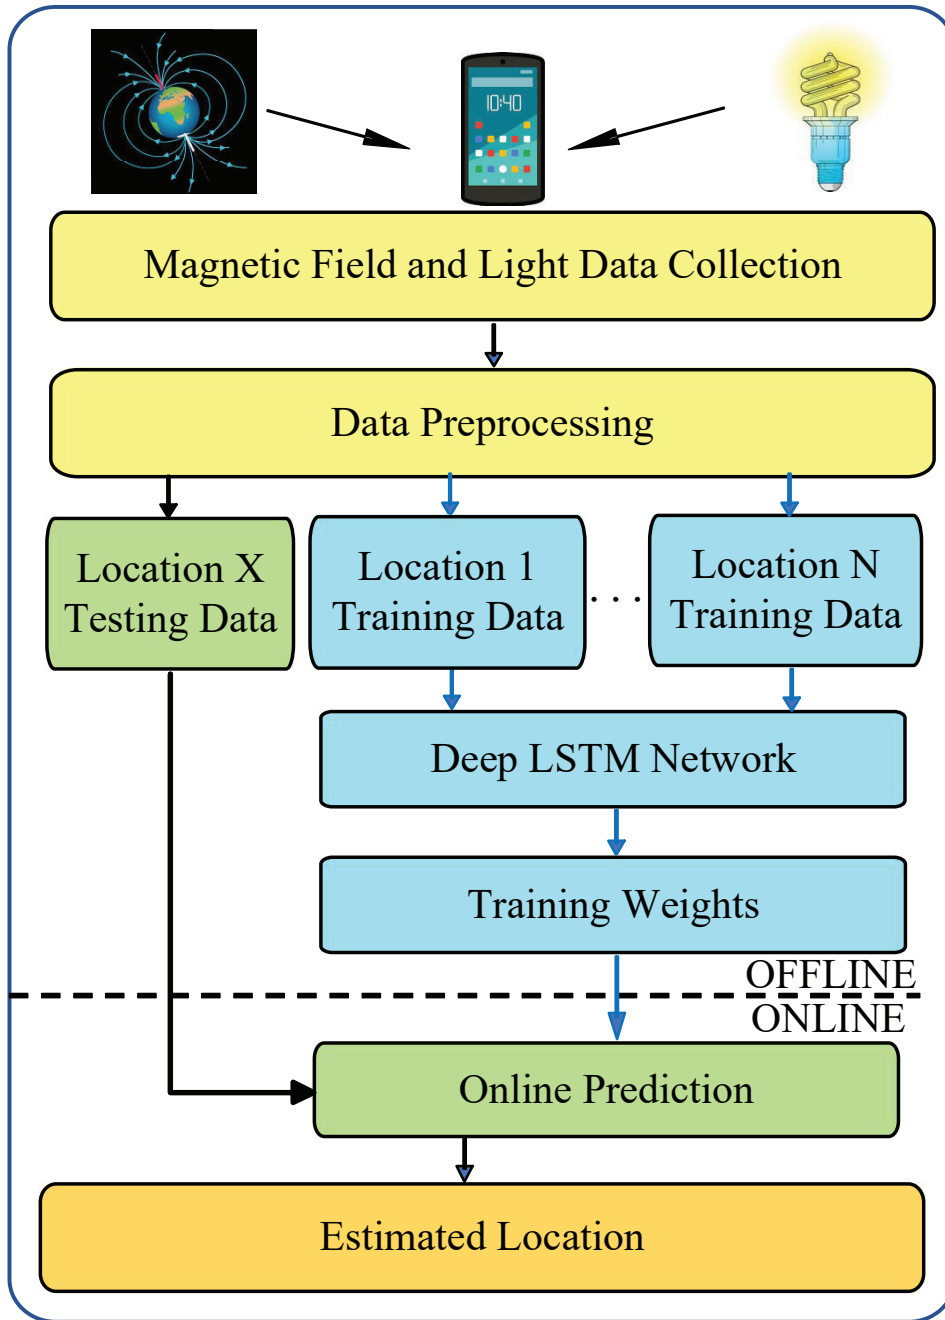 10:40
Magnetic Field and Light Data Collection
Data Preprocessing
Location X
Testing Data
Location 1
Training Data
. . .
Location N
Training Data
Deep LSTM Network
Training Weights
OFFLINE
ONLINE
Online Prediction
Estimated Location